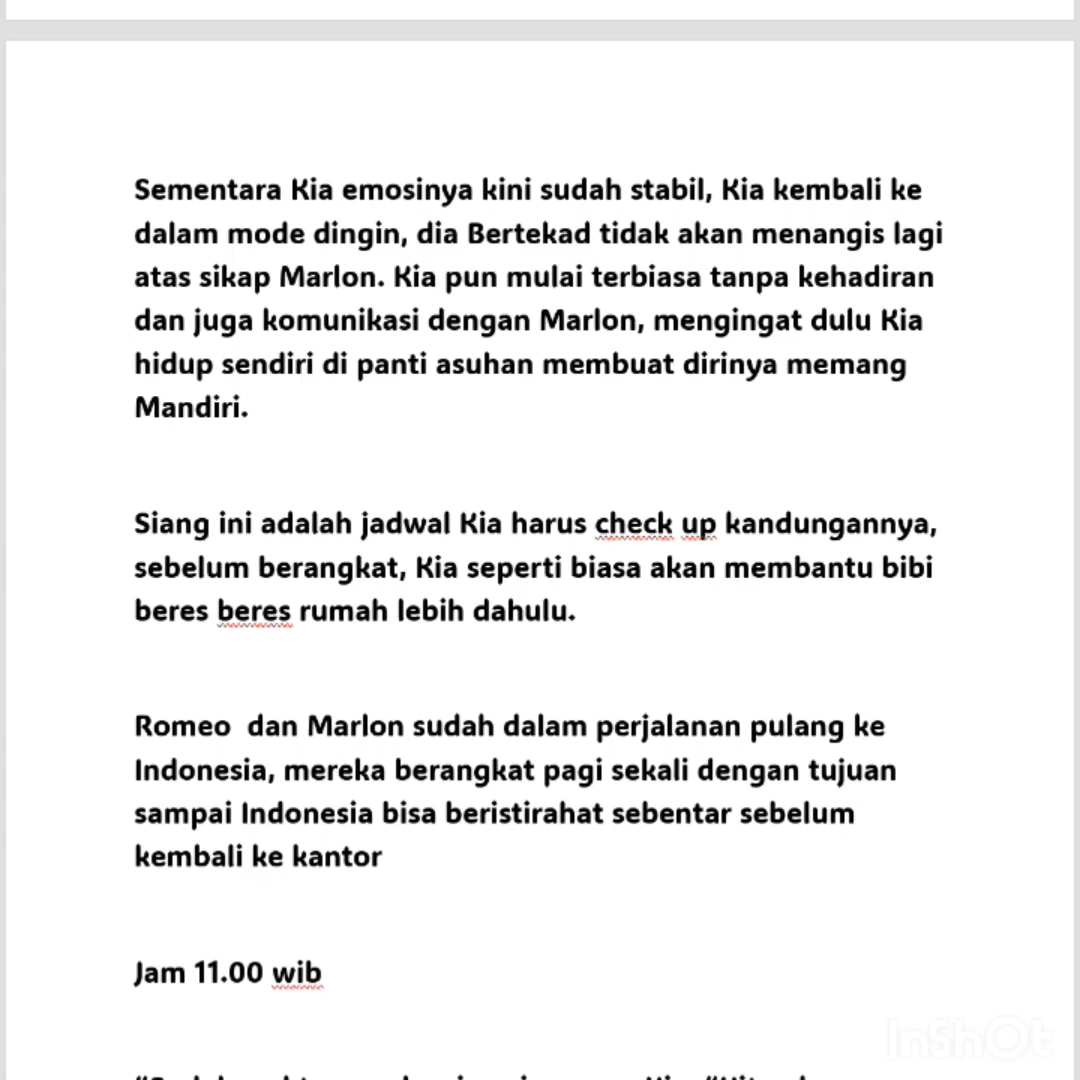 Sementara Kia emosinya kini sudah stabil, Kia kembali ke
dalam mode dingin, dia Bertekad tidak akan menangis lagi
atas sikap Marlon. Kia pun mulai terbiasa tanpa kehadiran
dan juga komunikasi dengan Marlon, mengingat dulu Kia
hidup sendiri di panti asuhan membuat dirinya memang
Mandiri.
Siang ini adalah jadwal Kia harus check up kandungannya,
sebelum berangkat, Kia seperti biasa akan membantu bibi
beres beres rumah lebih dahulu.
Romeo  dan Marlon sudah dalam perjalanan pulang ke
Indonesia, mereka berangkat pagi sekali dengan tujuan
sampai Indonesia bisa beristirahat sebentar sebelum
kembali ke kantor
Jam 11.00 wib
InShOt